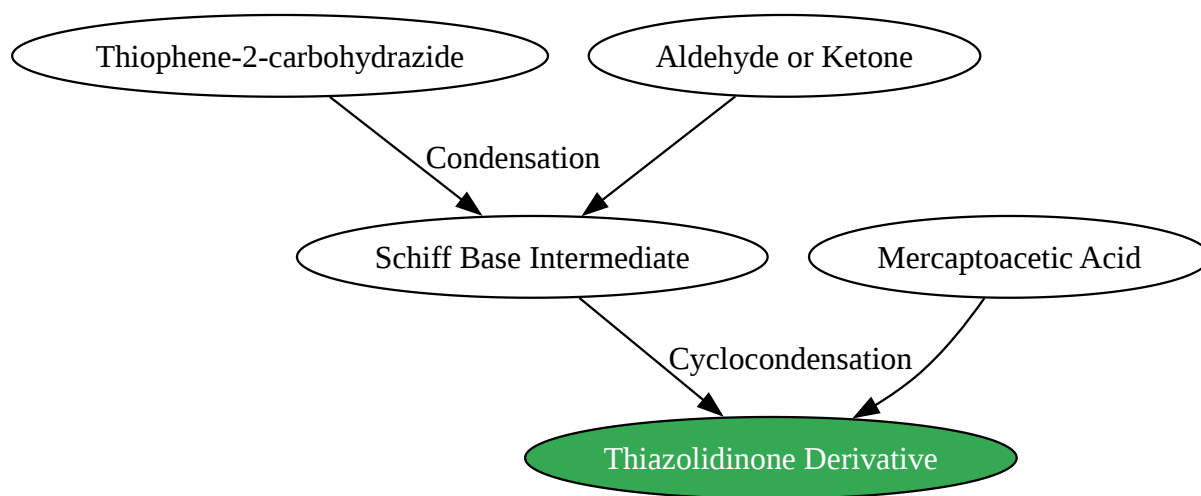 Thiophene-2-carbohydrazide
Aldehyde or Ketone
Condensation
Schiff Base Intermediate
Mercaptoacetic Acid
Cyclocondensation
Thiazolidinone Derivative